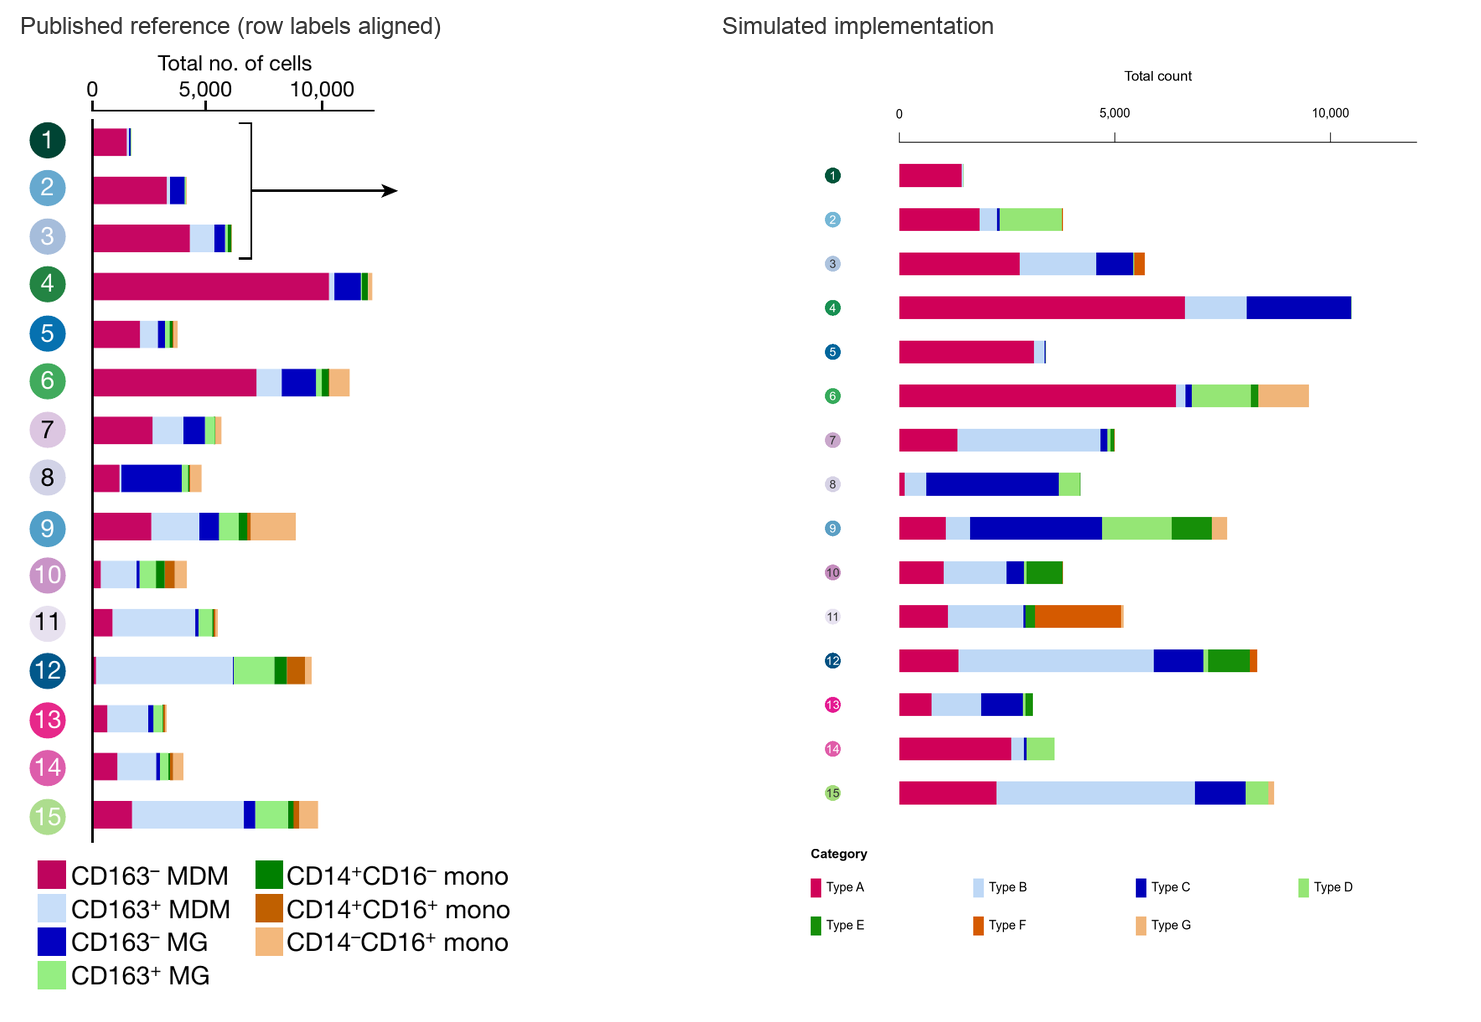 Published reference (row labels aligned)
Total no. of cells
0 5,000 10,000
1
2
3
4
5
6
7
8
9
10
11
12
13
14
15
CD163⁻ MDM
CD163⁺ MDM
CD163⁻ MG
CD163⁺ MG
CD14⁺CD16⁻ mono
CD14⁺CD16⁺ mono
CD14⁻CD16⁺ mono
Simulated implementation
Total count
0 5,000 10,000
1
2
3
4
5
6
7
8
9
10
11
12
13
14
15
Category
Type A Type B Type C Type D
Type E Type F Type G